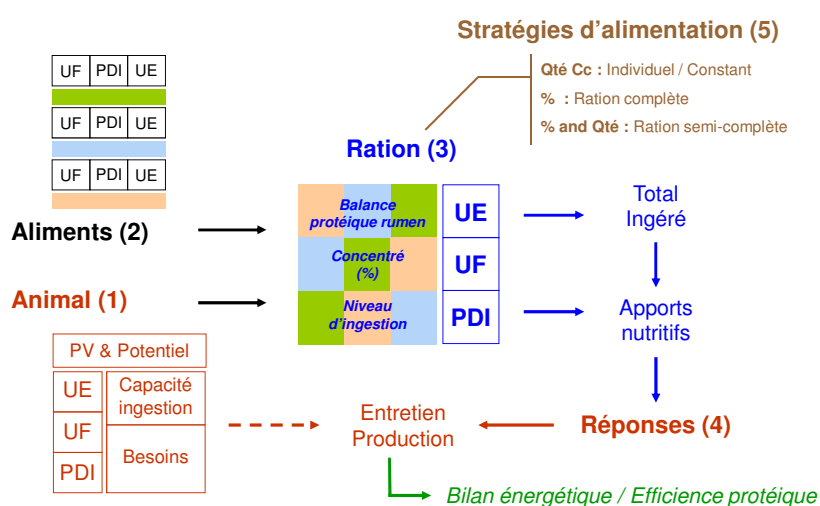 Stratégies d'alimentation (5)
Qté Cc : Individuel / Constant
% : Ration complète
% and Qté : Ration semi-complète
UF PDI UE
UF PDI UE
UF PDI UE
Aliments (2)
Animal (1)
PV & Potentiel
UE
UF
PDI
Capacité
ingestion
Besoins
Ration (3)
Balance
protéique rumen
Concentré
(%)
Niveau
d'ingestion
UE
UF
PDI
Total
Ingéré
Apports
nutritifs
Réponses (4)
Entretien
Production
Bilan énergétique / Efficience protéique